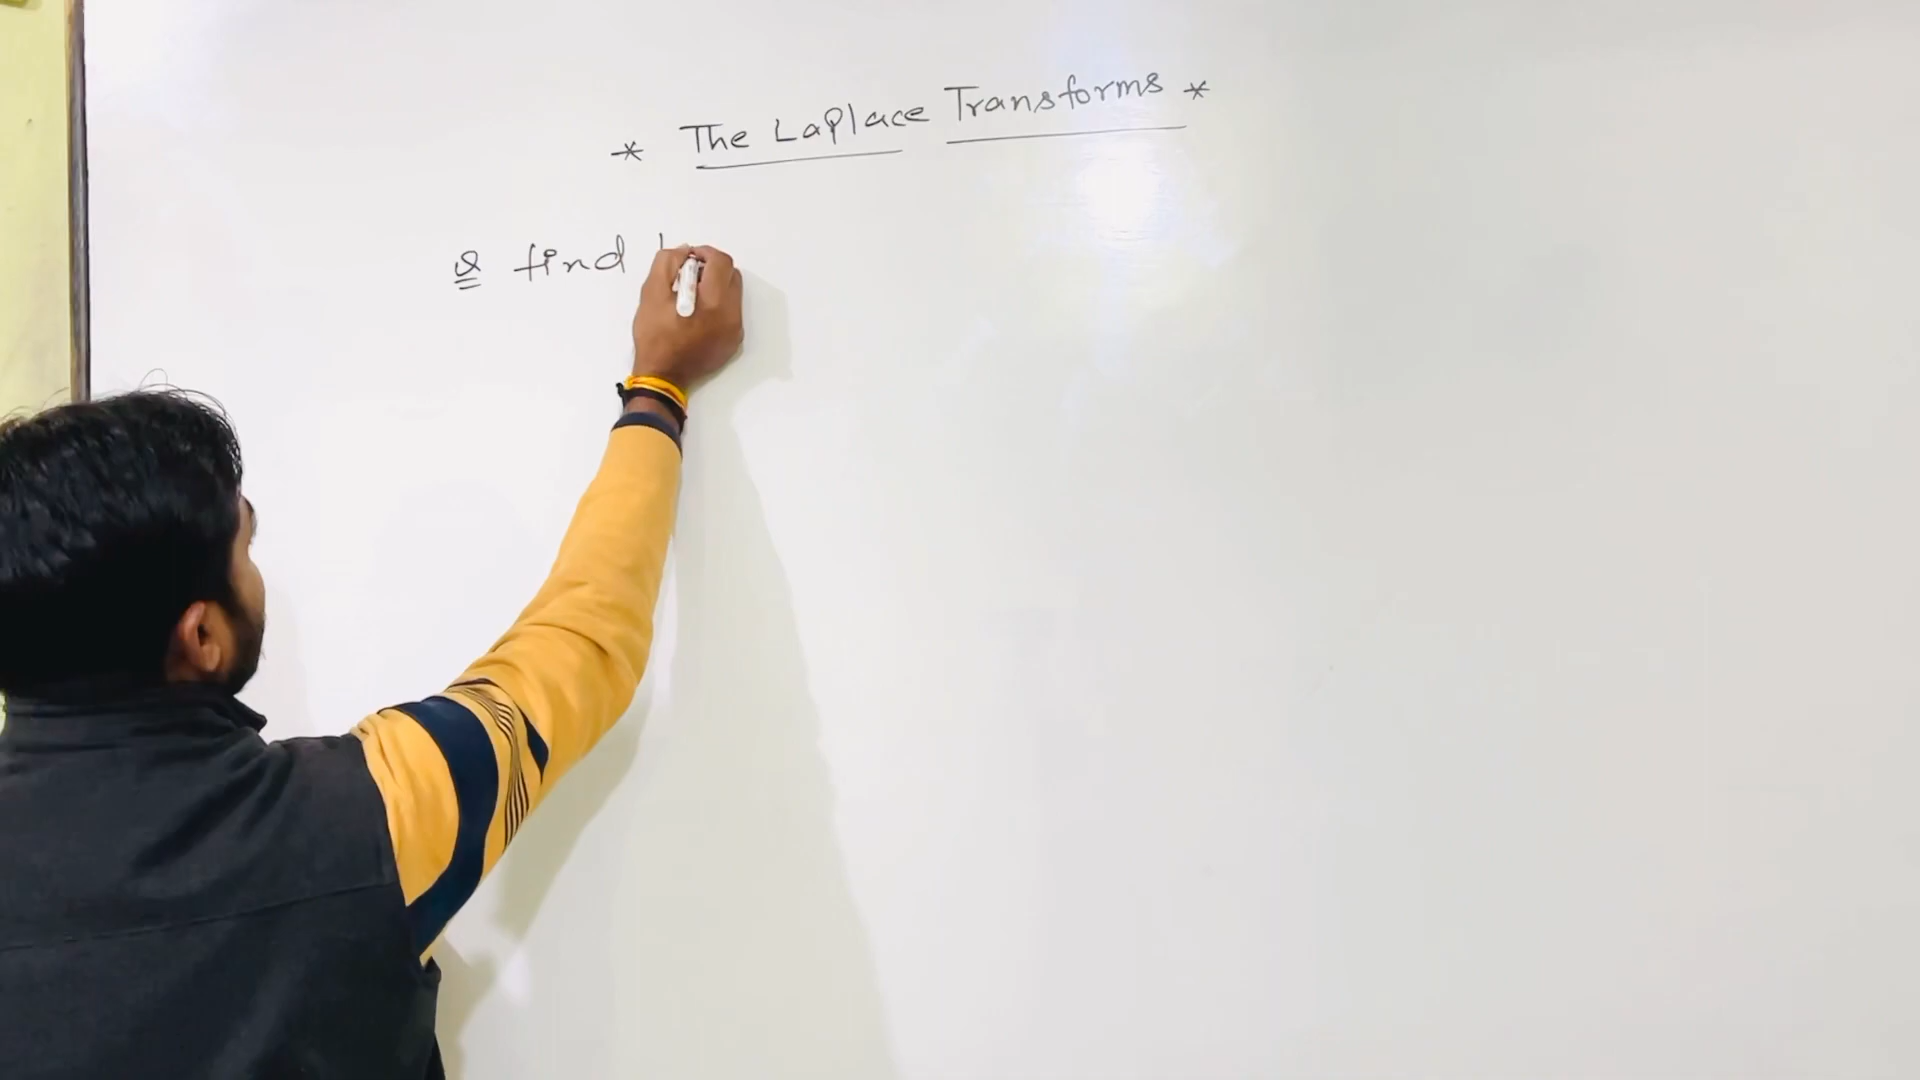 * The Laplace Transforms *
Q find